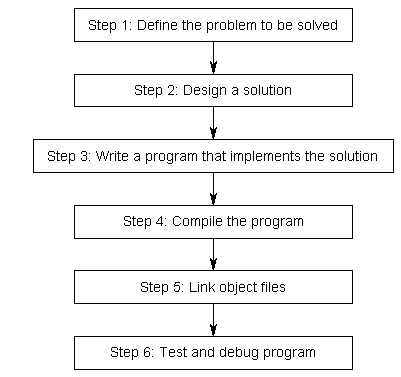 Step 1: Define the problem to be solved
Step 2: Design a solution
Step 3: Write a program that implements the solution
Step 4: Compile the program
Step 5: Link object files
Step 6: Test and debug program